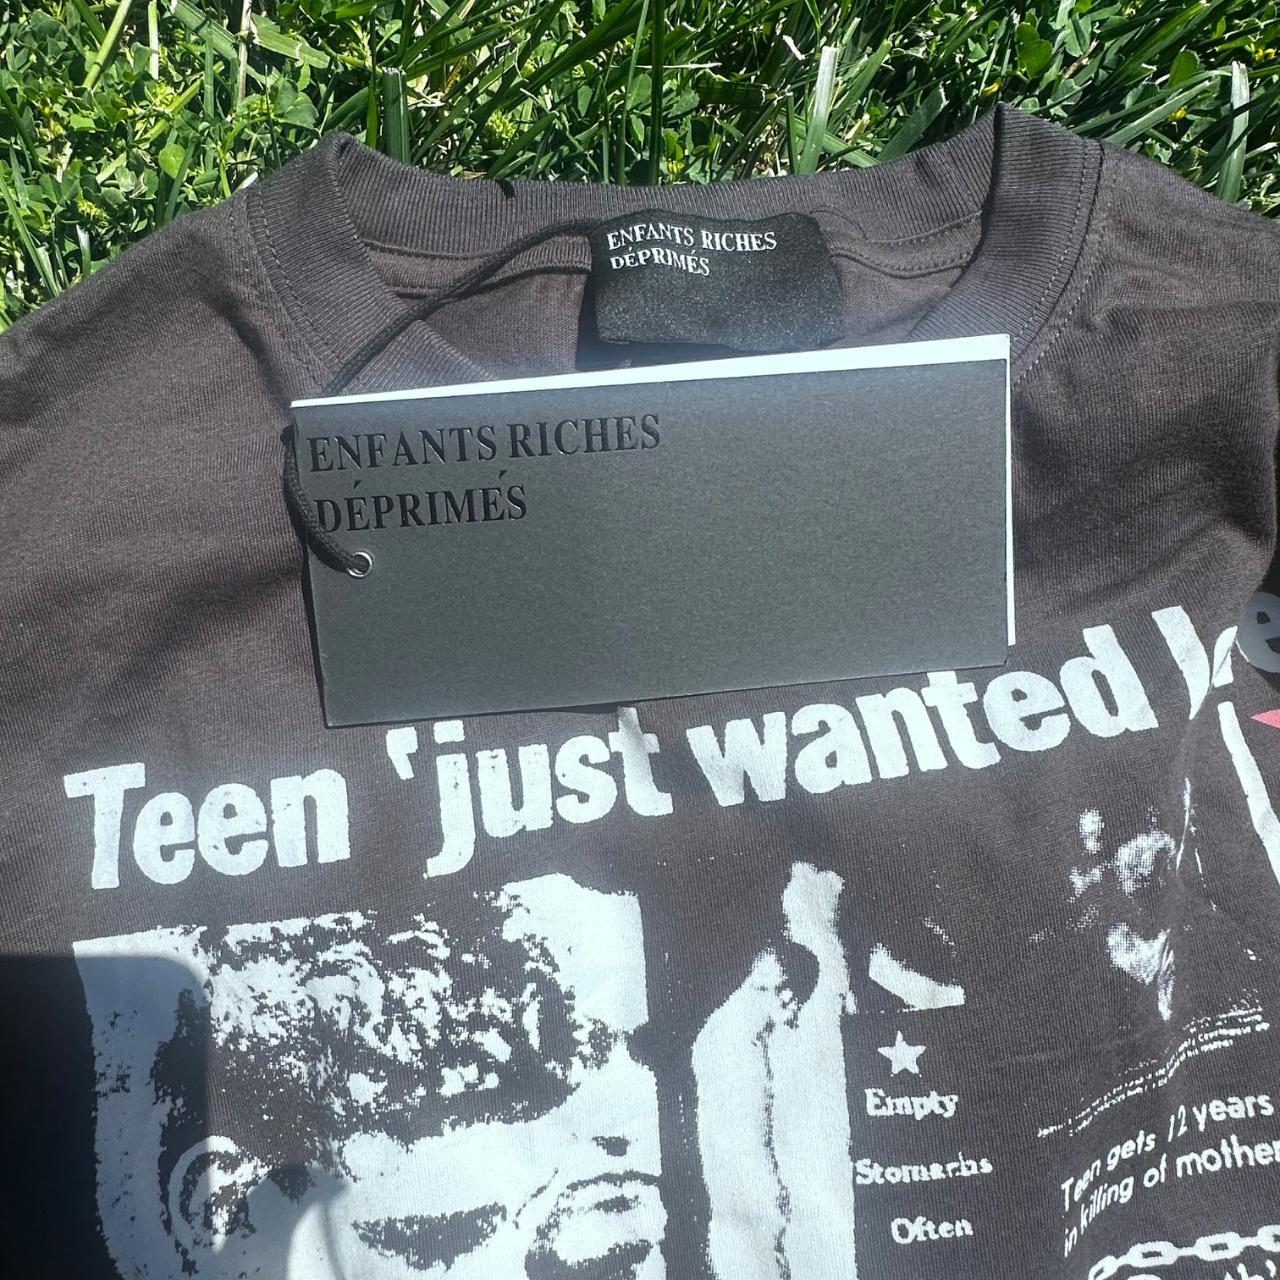 ENFANTS RICHES
DÉPRIMÉS
ENFANTS RICHES
DÉPRIMÉS
Teen 'just wanted
Empty
Stomachs
Often
Teen gets 12 years
in killing of mother